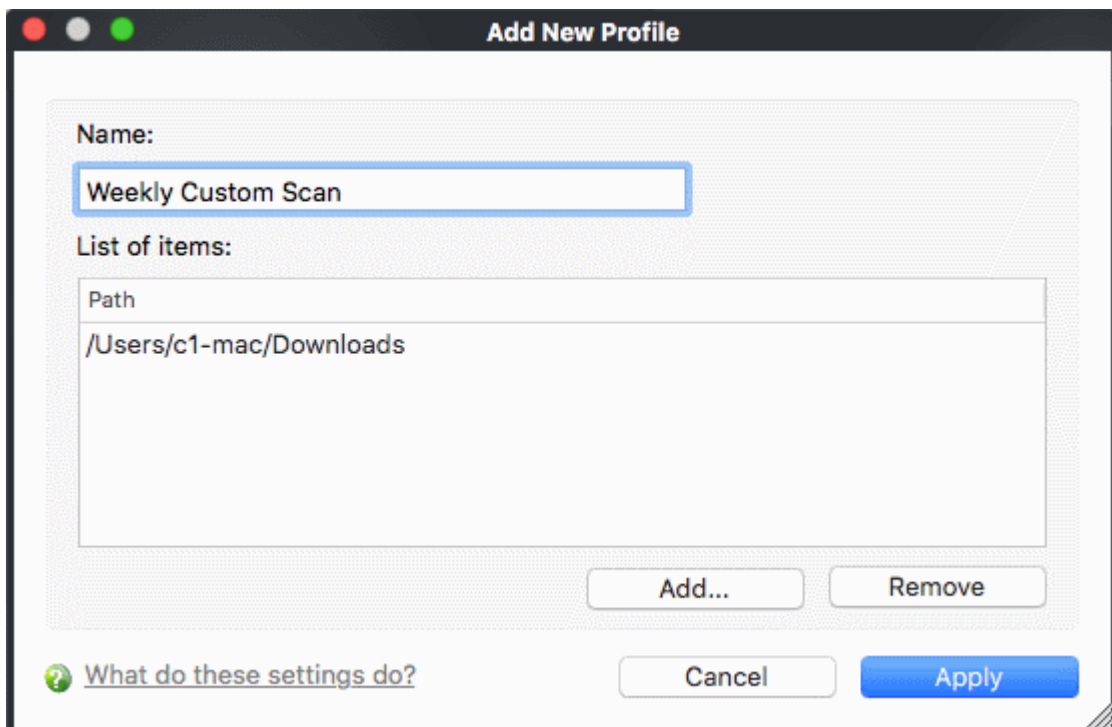 Add New Profile
Name:
Weekly Custom Scan
List of items:
Path
/Users/c1-mac/Downloads
Add... Remove
? What do these settings do? Cancel Apply